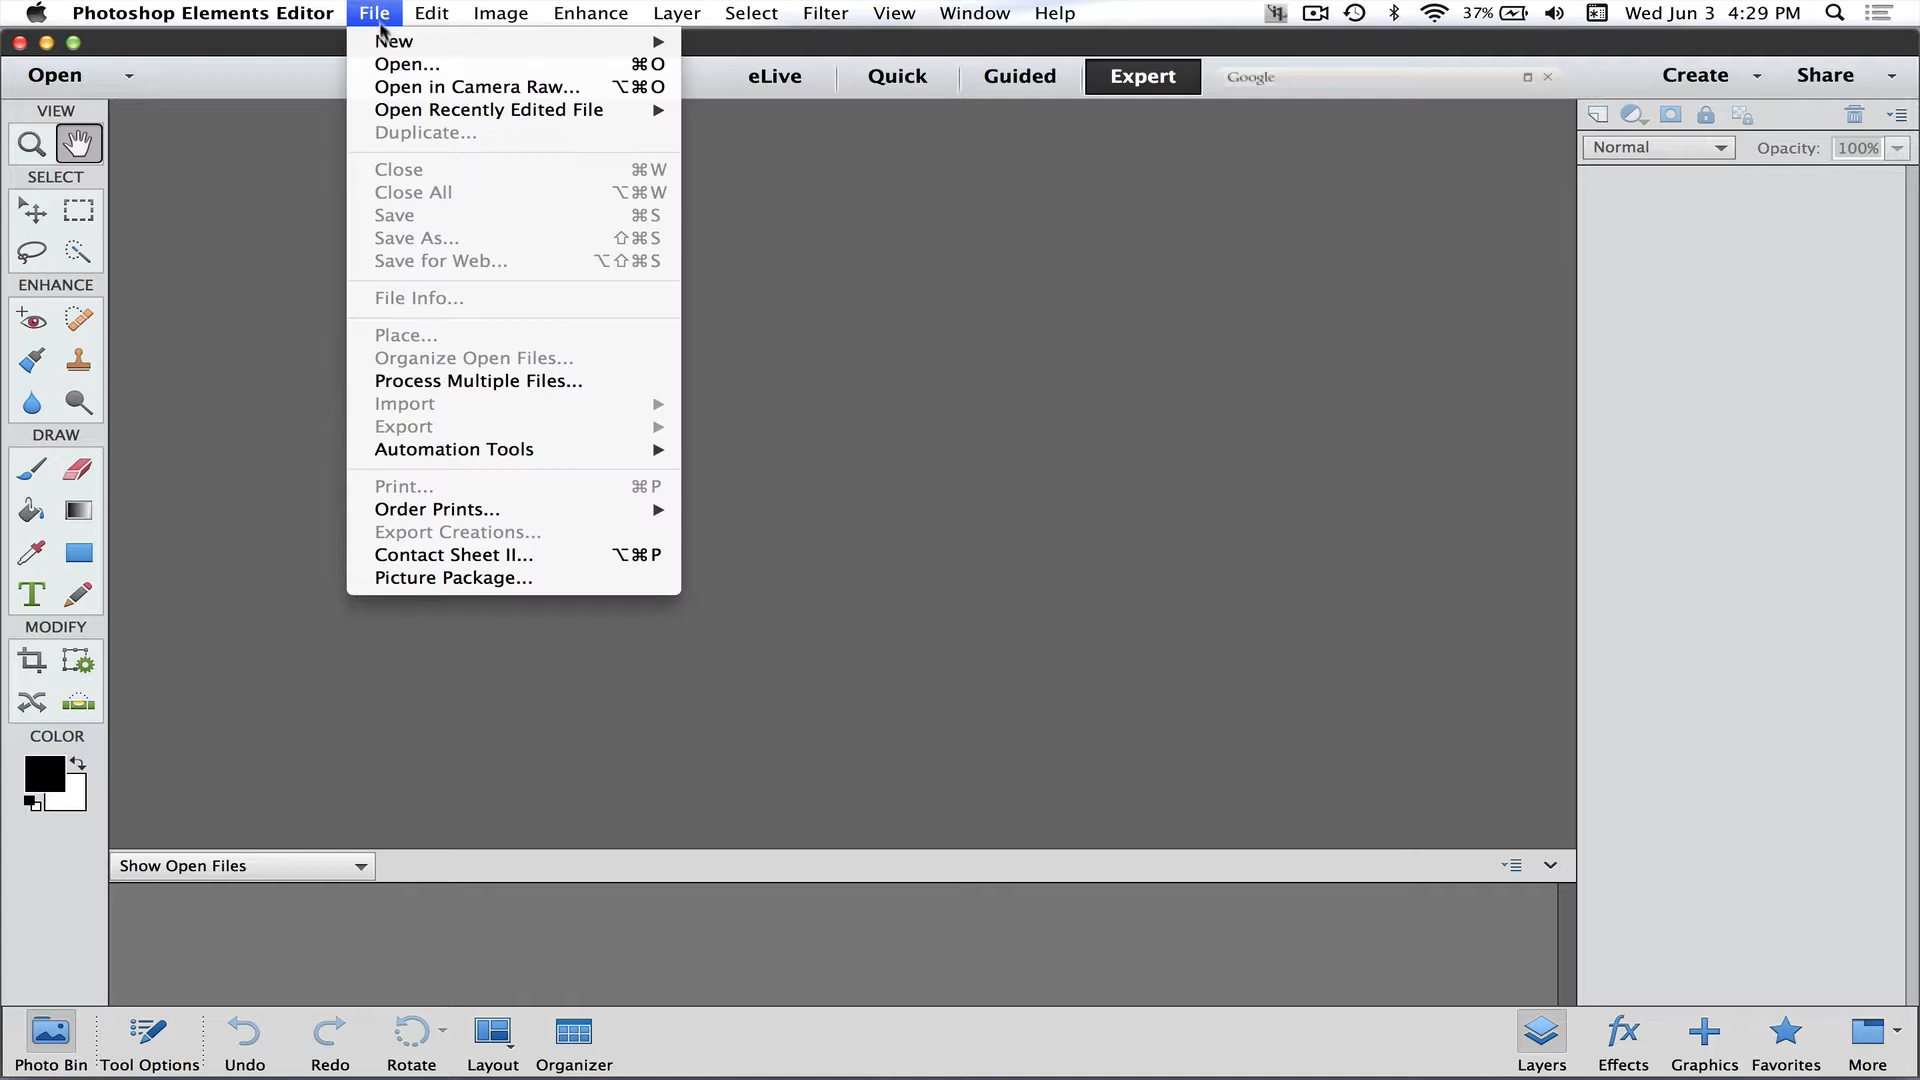 Photoshop Elements Editor File Edit Image Enhance Layer Select Filter View Window Help 37% Wed Jun 3 4:29 PM
Open eLive Quick Guided Expert Google Create Share
New
Open... ⌘O
Open in Camera Raw... ⌥⌘O
Open Recently Edited File
Duplicate...
Close ⌘W
Close All ⌥⌘W
Save ⌘S
Save As... ⇧⌘S
Save for Web... ⌥⇧⌘S
File Info...
Place...
Organize Open Files...
Process Multiple Files...
Import
Export
Automation Tools
Print... ⌘P
Order Prints...
Export Creations...
Contact Sheet II... ⌥⌘P
Picture Package...
VIEW
SELECT
ENHANCE
DRAW
T
MODIFY
COLOR
Normal Opacity: 100%
Show Open Files
Photo Bin Tool Options Undo Redo Rotate Layout Organizer
fx
Layers Effects Graphics Favorites More